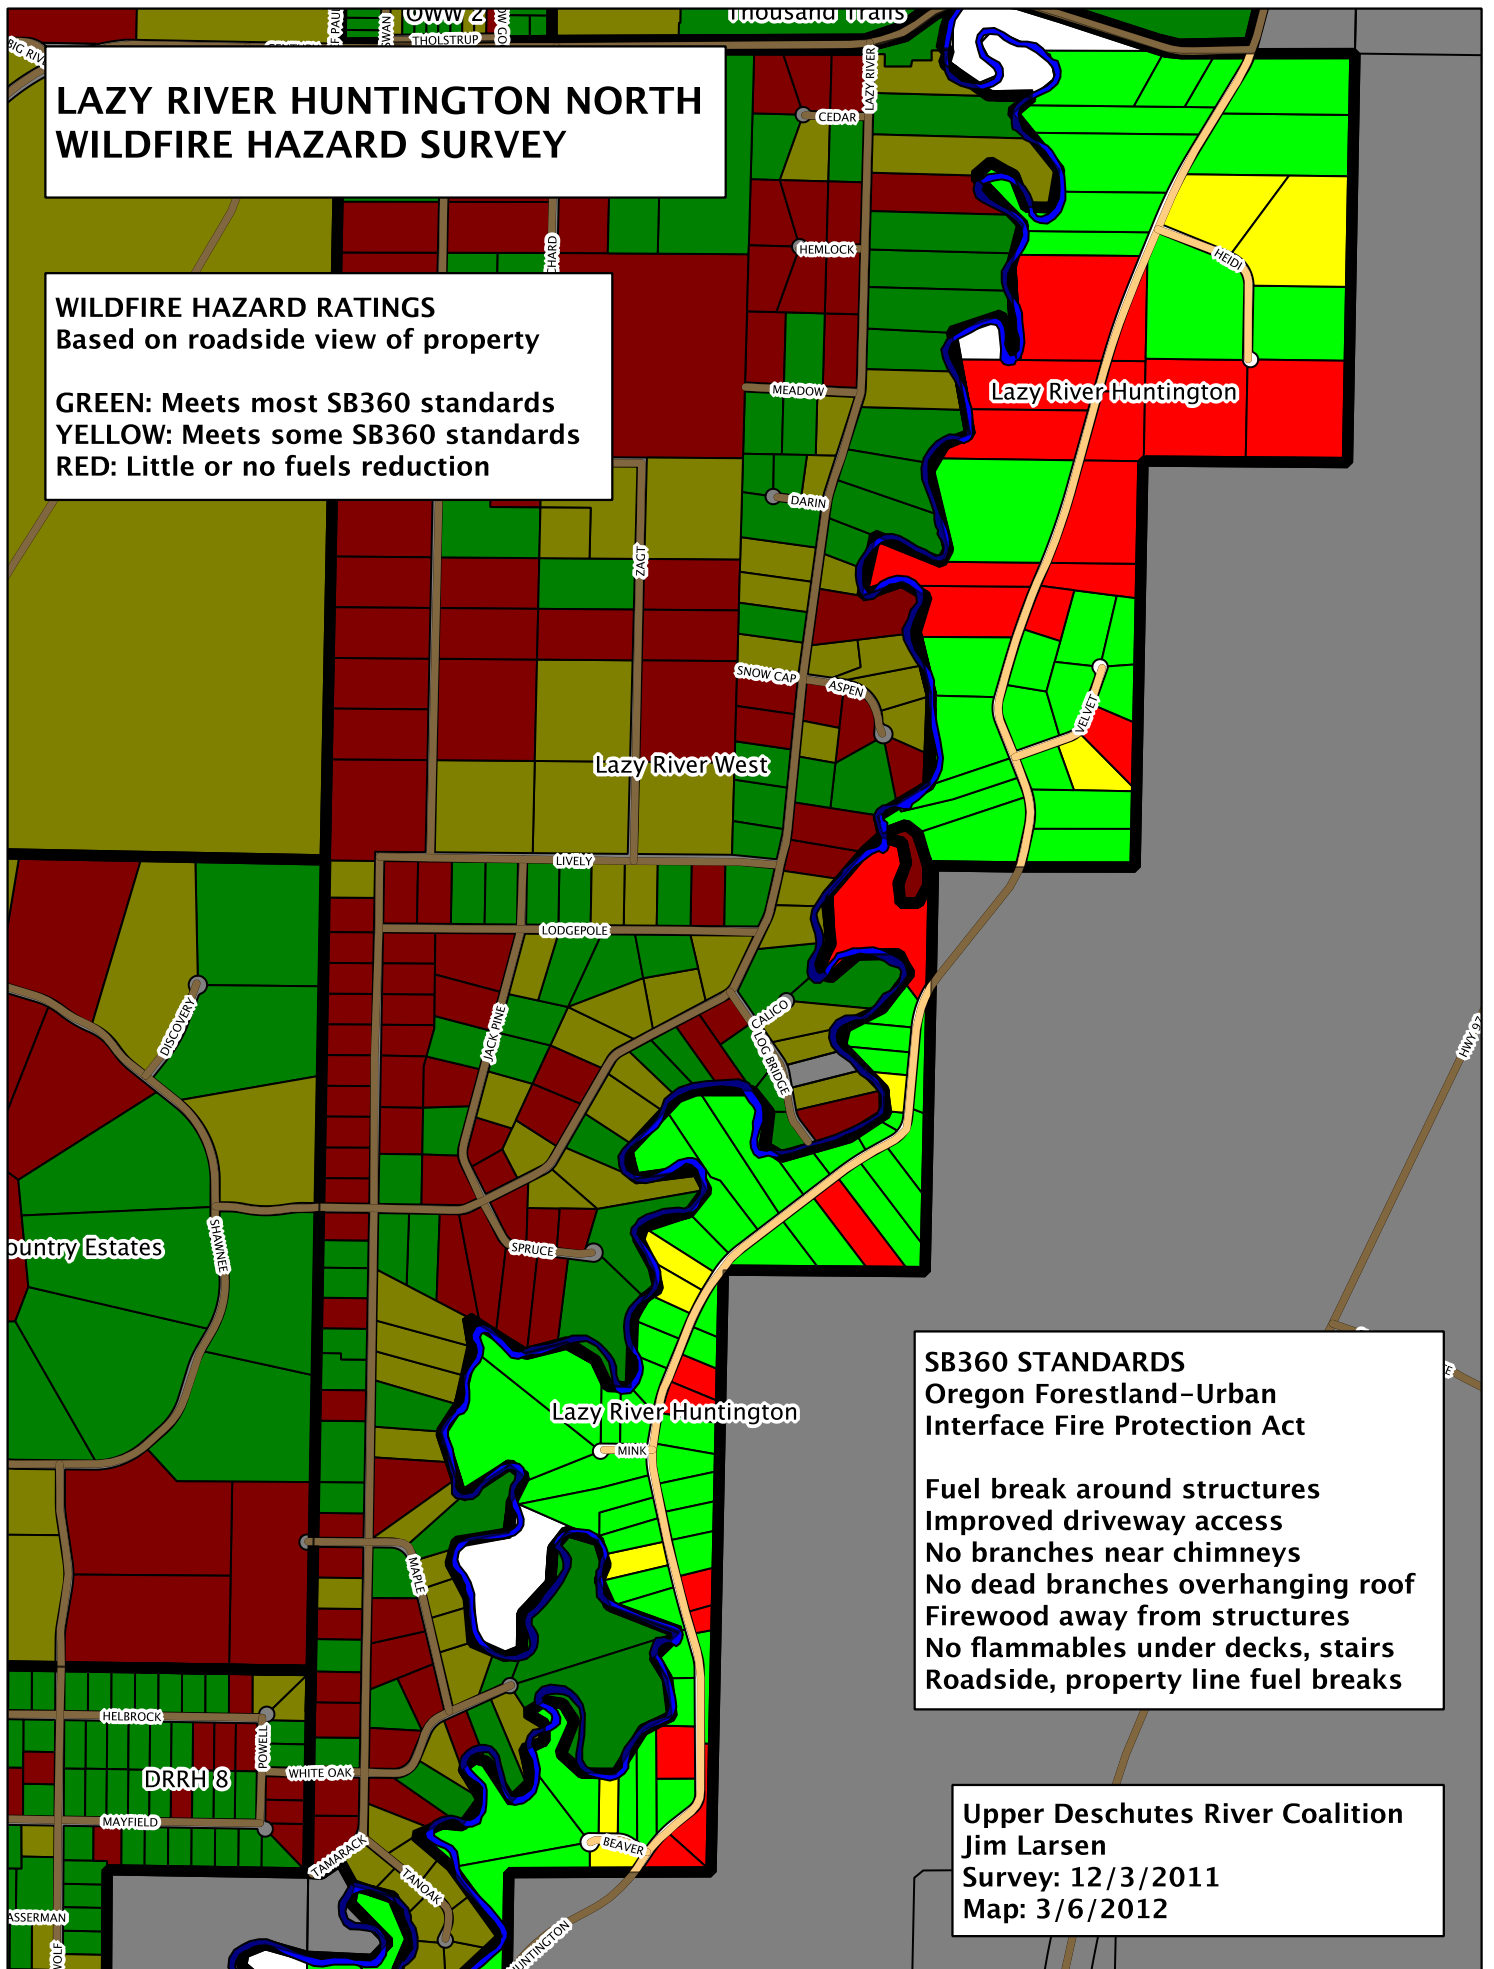 OWW 2
Thousand Trails
THOLSTRUP
SWAN
LAZY RIVER
LAZY RIVER HUNTINGTON NORTH
WILDFIRE HAZARD SURVEY
CEDAR
HEMLOCK
HEIDI
WILDFIRE HAZARD RATINGS
Based on roadside view of property
GREEN: Meets most SB360 standards
YELLOW: Meets some SB360 standards
RED: Little or no fuels reduction
MEADOW
Lazy River Huntington
DARIN
ZAGT
SNOW CAP
ASPEN
VELVET
Lazy River West
LIVELY
LODGEPOLE
DISCOVERY
JACK PINE
CALICO
LOG BRIDGE
HWY 97
SHAWNEE
ountry Estates
SPRUCE
Lazy River Huntington
MINK
SB360 STANDARDS
Oregon Forestland-Urban
Interface Fire Protection Act
Fuel break around structures
Improved driveway access
No branches near chimneys
No dead branches overhanging roof
Firewood away from structures
No flammables under decks, stairs
Roadside, property line fuel breaks
MAPLE
HELBROCK
POWELL
DRRH 8
WHITE OAK
MAYFIELD
TAMARACK
TANOAK
BEAVER
Upper Deschutes River Coalition
Jim Larsen
Survey: 12/3/2011
Map: 3/6/2012
ASSERMAN
WOLF
HUNTINGTON